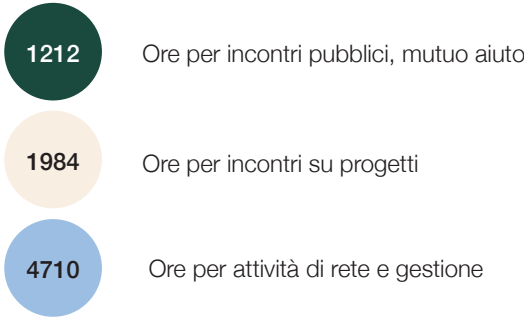 1212 Ore per incontri pubblici, mutuo aiuto
1984 Ore per incontri su progetti
4710 Ore per attività di rete e gestione